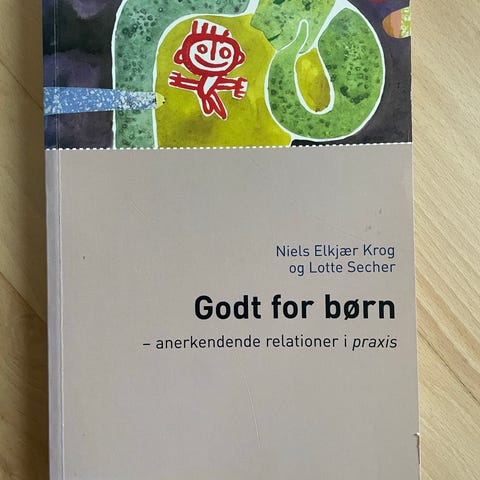 Niels Elkjær Krog
og Lotte Secher
Godt for børn
– anerkendende relationer i praxis